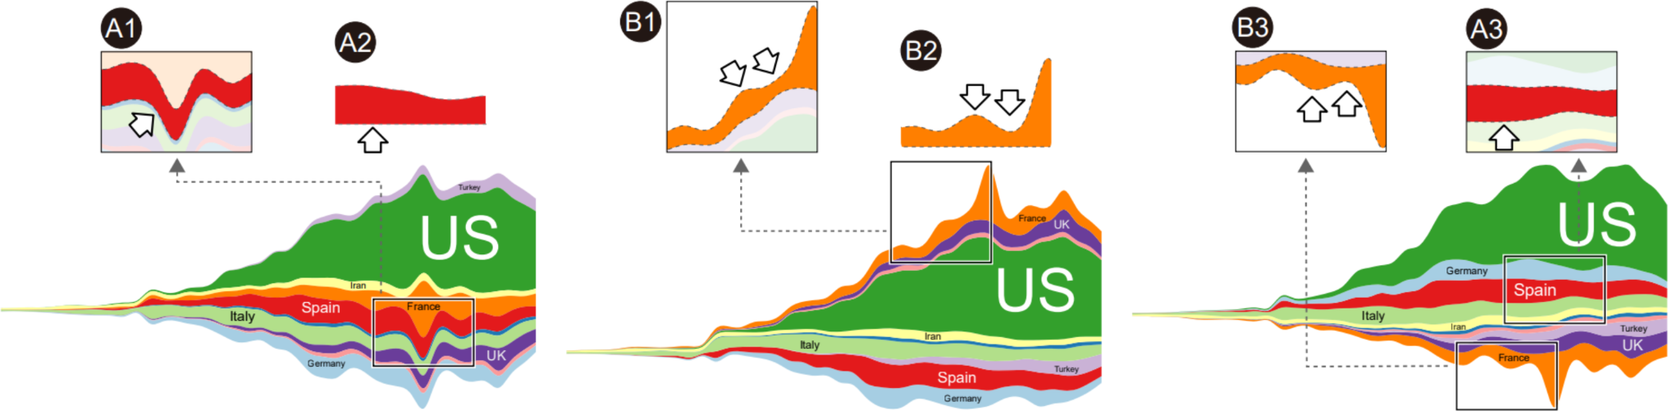 A1
A2
Turkey
US
Iran
Spain
France
Italy
UK
Germany
B1
B2
France
UK
US
Iran
Italy
Turkey
Spain
Germany
B3
A3
US
Germany
Spain
Italy
Iran
Turkey
UK
France